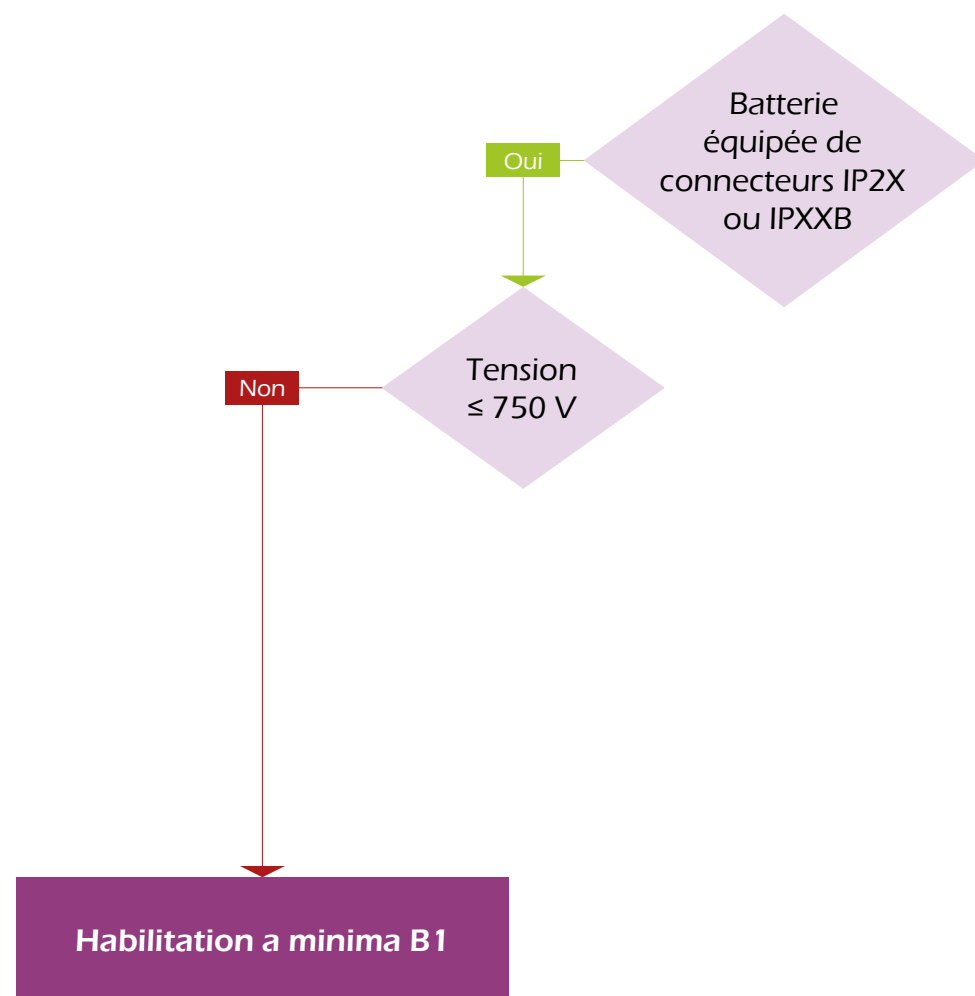 Batterie
équipée de
connecteurs IP2X
ou IPXXB
Oui
Tension
≤ 750 V
Non
Habilitation a minima B1